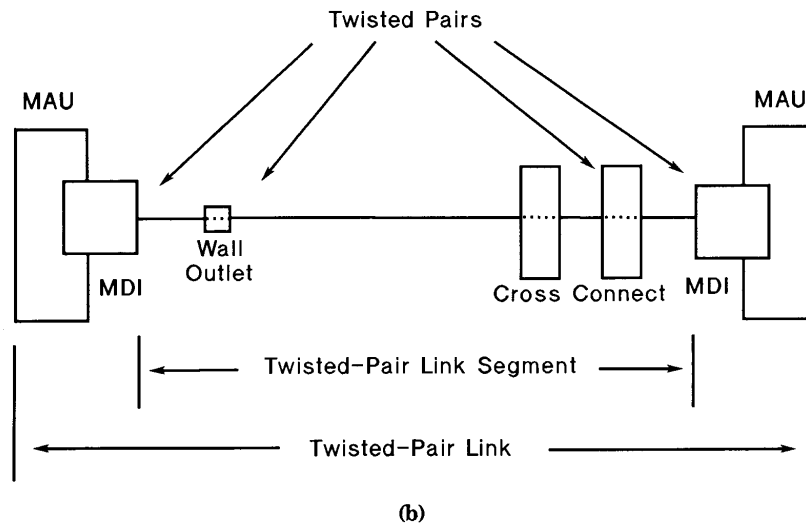 Twisted Pairs
MAU
MAU
Wall
Outlet
MDI
Cross Connect
MDI
Twisted-Pair Link Segment
Twisted-Pair Link
(b)